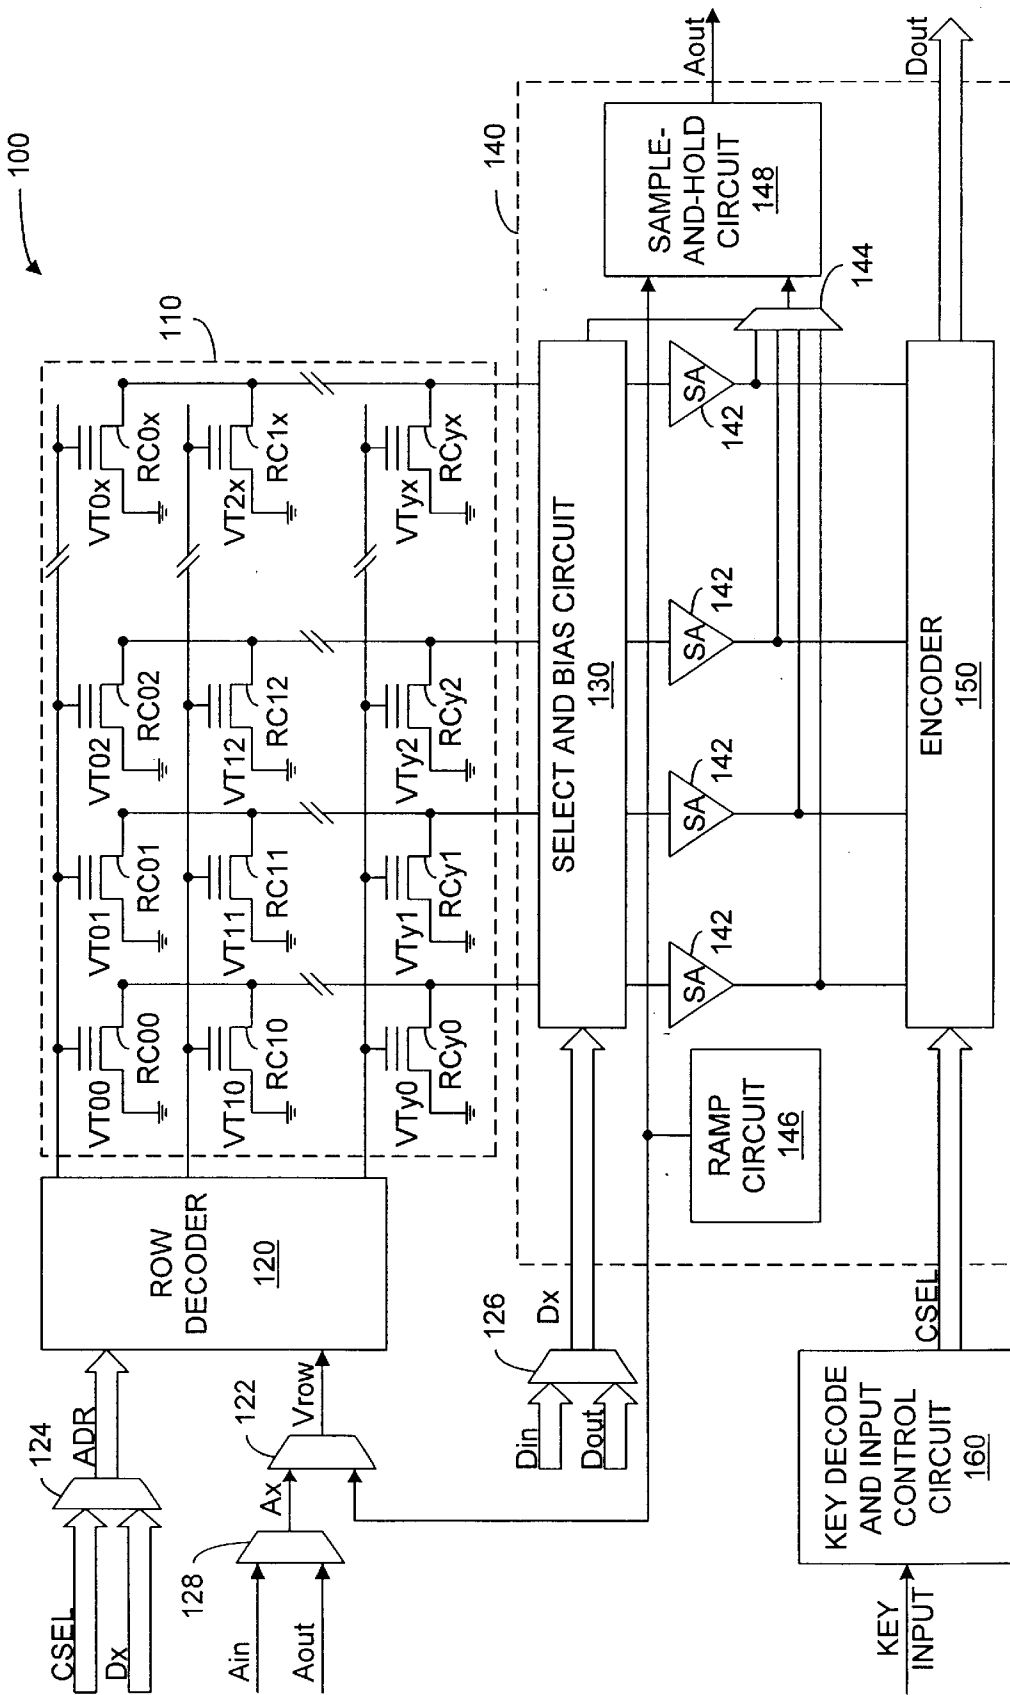 100
110
VT00
VT01
VT02
VT0x
RC00
RC01
RC02
RC0x
VT10
VT11
VT12
VT2x
RC10
RC11
RC12
RC1x
VTy0
VTy1
VTy2
VTyx
RCy0
RCy1
RCy2
RCyx
CSEL
Dx
124
ADR
ROW
DECODER
120
Ain
Aout
128
Ax
122
Vrow
126
Din
Dout
Dx
SELECT AND BIAS CIRCUIT
130
140
SA
142
SA
142
SA
142
SA
142
144
RAMP
CIRCUIT
146
SAMPLE-
AND-HOLD
CIRCUIT
148
Aout
KEY
INPUT
KEY DECODE
AND INPUT
CONTROL
CIRCUIT
160
CSEL
ENCODER
150
Dout